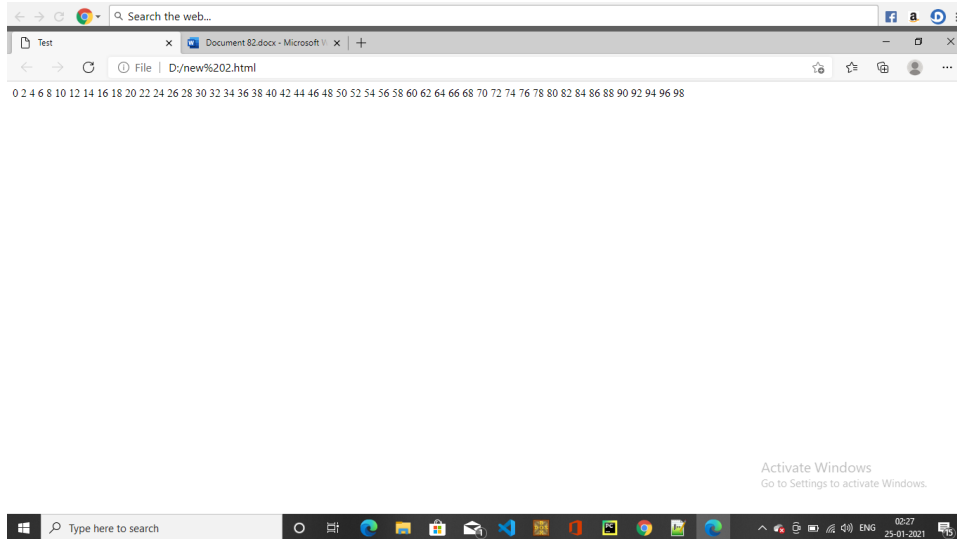 Search the web...
a
Test
Document 82.docx - Microsoft W
File | D:/new%202.html
0 2 4 6 8 10 12 14 16 18 20 22 24 26 28 30 32 34 36 38 40 42 44 46 48 50 52 54 56 58 60 62 64 66 68 70 72 74 76 78 80 82 84 86 88 90 92 94 96 98
Activate Windows
Go to Settings to activate Windows.
Type here to search
ENG
02:27
25-01-2021
15